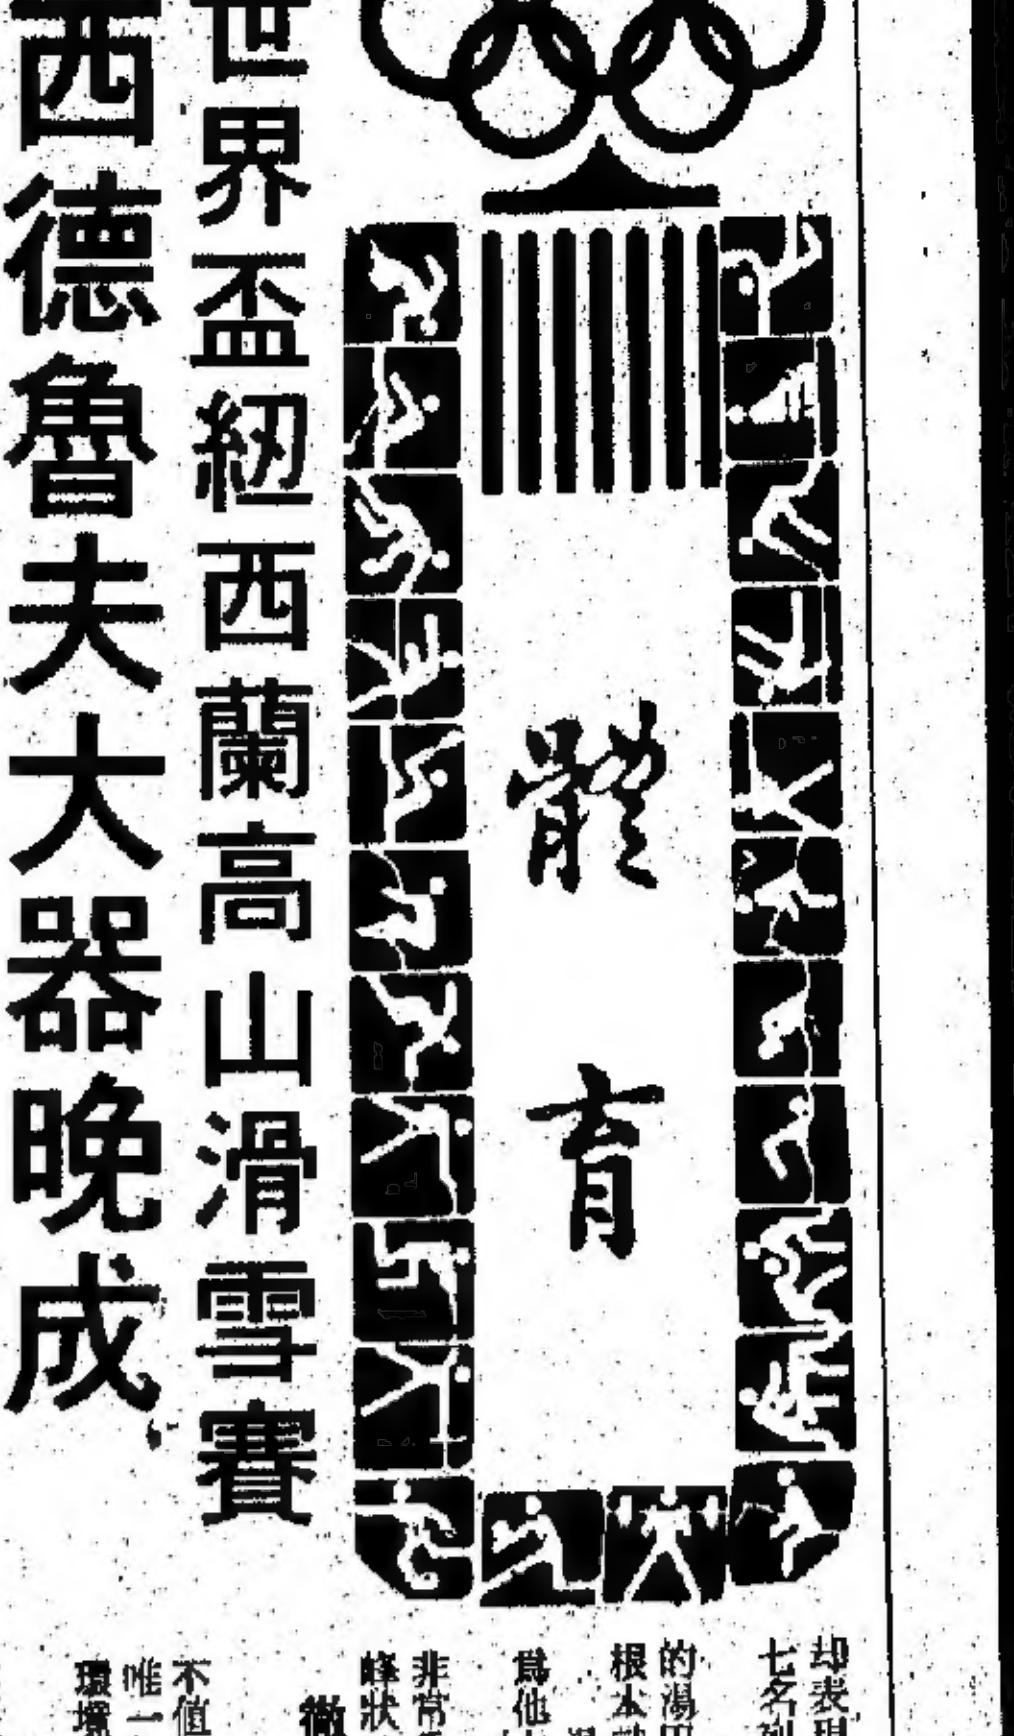 體育
世界盃紐西蘭高山滑雪賽
西德魯夫大器晚成
却表現
七名列
的湯
根本
爲他
非常
峰狀
徹
不值
唯一
環境